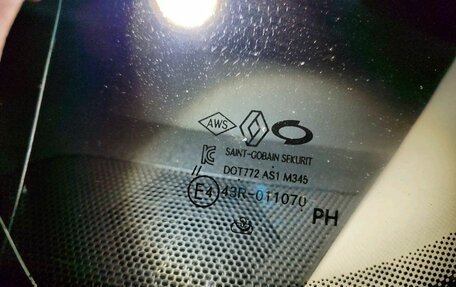 AWS
SAINT-GOBAIN SEKURIT
DOT772 AS1 M345
// 
E4 43R-011070
PH